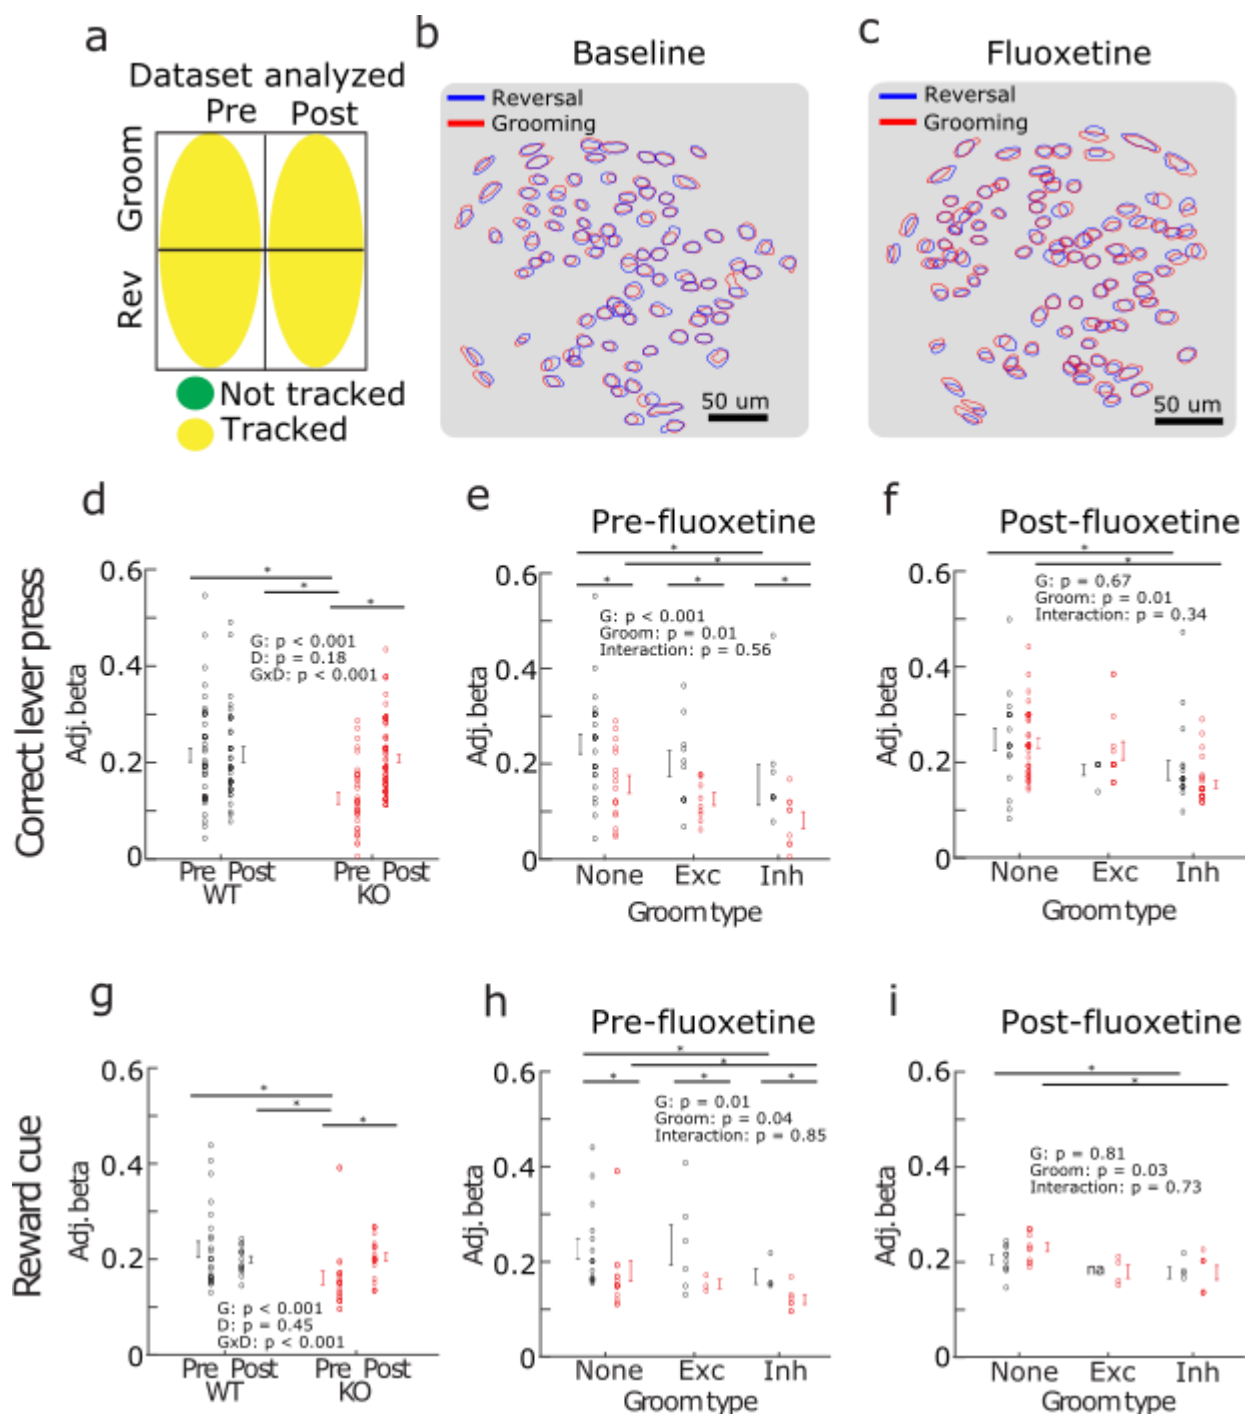 a
Dataset analyzed
Pre Post
Groom
Rev
Not tracked
Tracked
b
Baseline
Reversal
Grooming
50 um
c
Fluoxetine
Reversal
Grooming
50 um
Correct lever press
d
Adj. beta
0.6
0.4
0.2
0
*
*
*
G: p < 0.001
D: p = 0.18
GxD: p < 0.001
Pre Post Pre Post
WT KO
e
Pre-fluoxetine
Adj. beta
0.6
0.4
0.2
0
*
*
* * *
G: p < 0.001
Groom: p = 0.01
Interaction: p = 0.56
None Exc Inh
Groom type
f
Post-fluoxetine
Adj. beta
0.6
0.4
0.2
0
*
*
G: p = 0.67
Groom: p = 0.01
Interaction: p = 0.34
None Exc Inh
Groom type
Reward cue
g
Adj. beta
0.6
0.4
0.2
0
*
*
*
G: p < 0.001
D: p = 0.45
GxD: p < 0.001
Pre Post Pre Post
WT KO
h
Pre-fluoxetine
Adj. beta
0.6
0.4
0.2
0
*
*
* * *
G: p = 0.01
Groom: p = 0.04
Interaction: p = 0.85
None Exc Inh
Groom type
i
Post-fluoxetine
Adj. beta
0.6
0.4
0.2
0
*
*
G: p = 0.81
Groom: p = 0.03
Interaction: p = 0.73
na
None Exc Inh
Groom type